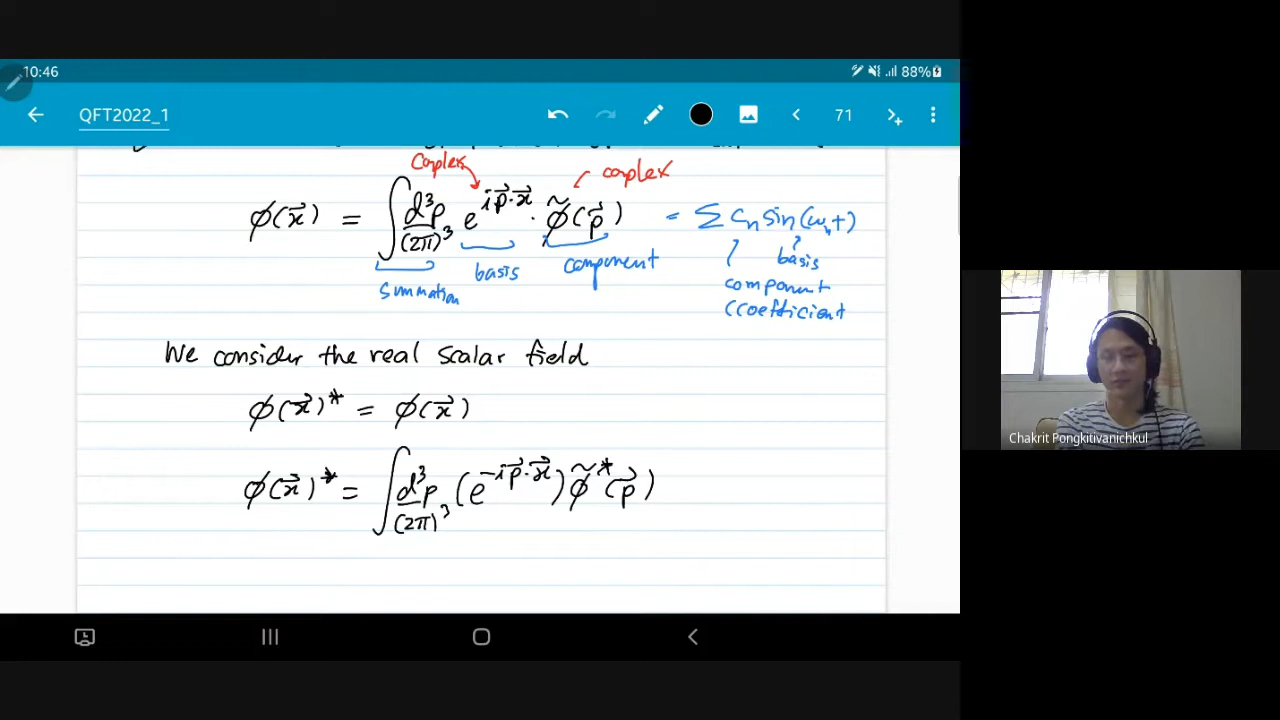 10:46
88%
QFT2022_1
71
Complex
complex
ϕ(x⃗) = ∫ d³p/(2π)³ e^{ip⃗·x⃗} · ϕ̃(p⃗) = Σ Cₙ sin(ωₙt)
summation
basis
component
basis
component
(coefficient
We consider the real scalar field
ϕ(x⃗)* = ϕ(x⃗)
ϕ(x⃗)* = ∫ d³p/(2π)³ (e^{-ip⃗·x⃗}) ϕ̃*(p⃗)
Chakrit Pongkitivanichkul